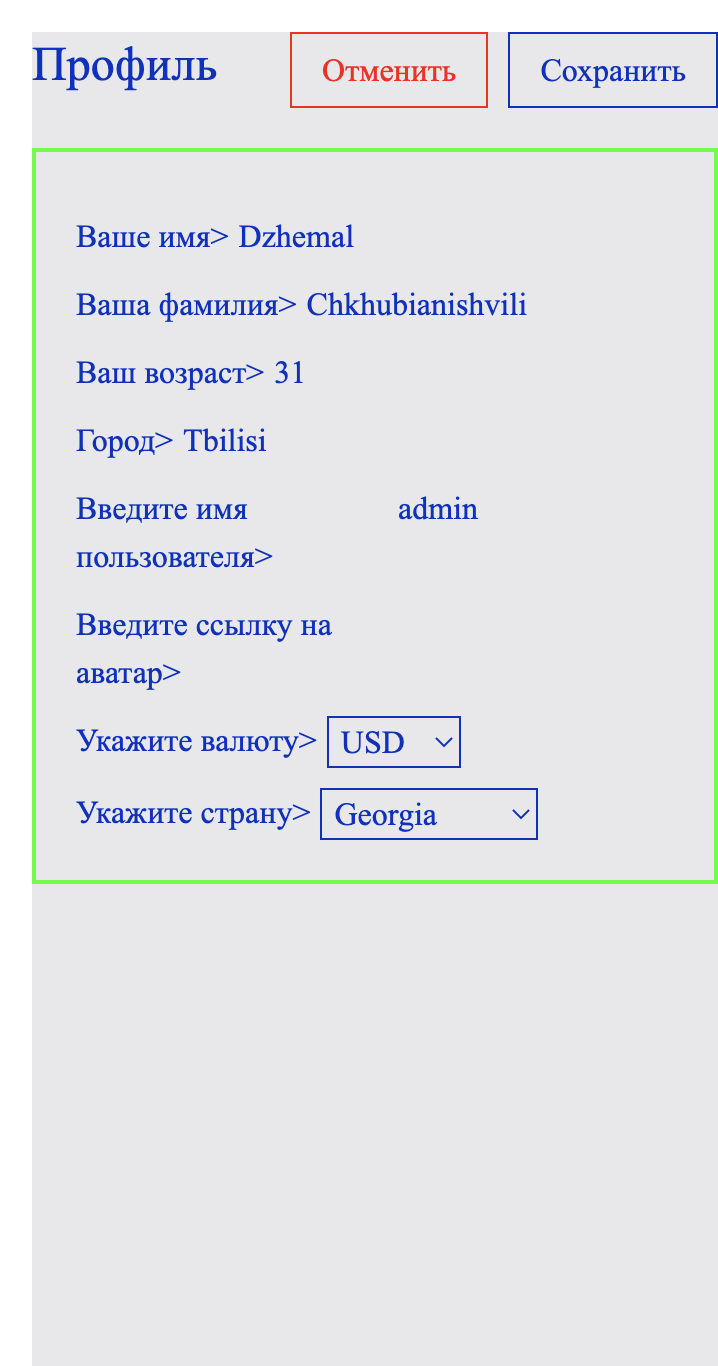 Профиль Отменить Сохранить
Ваше имя> Dzhemal
Ваша фамилия> Chkhubianishvili
Ваш возраст> 31
Город> Tbilisi
Введите имя admin
пользователя>
Введите ссылку на
аватар>
Укажите валюту> USD
Укажите страну> Georgia